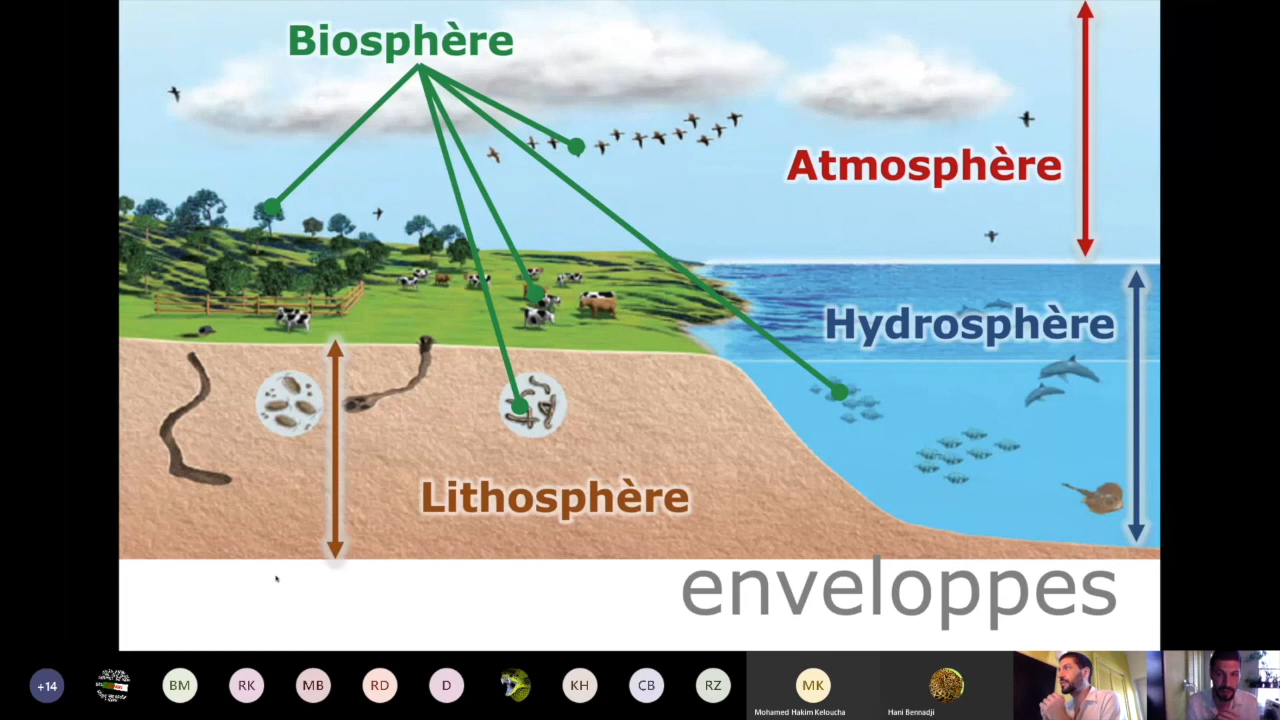 Biosphère
Atmosphère
Hydrosphère
Lithosphère
enveloppes
+14
BM
RK
MB
RD
D
KH
CB
RZ
MK
Mohamed Hakim Keloucha
Hani Bennadji